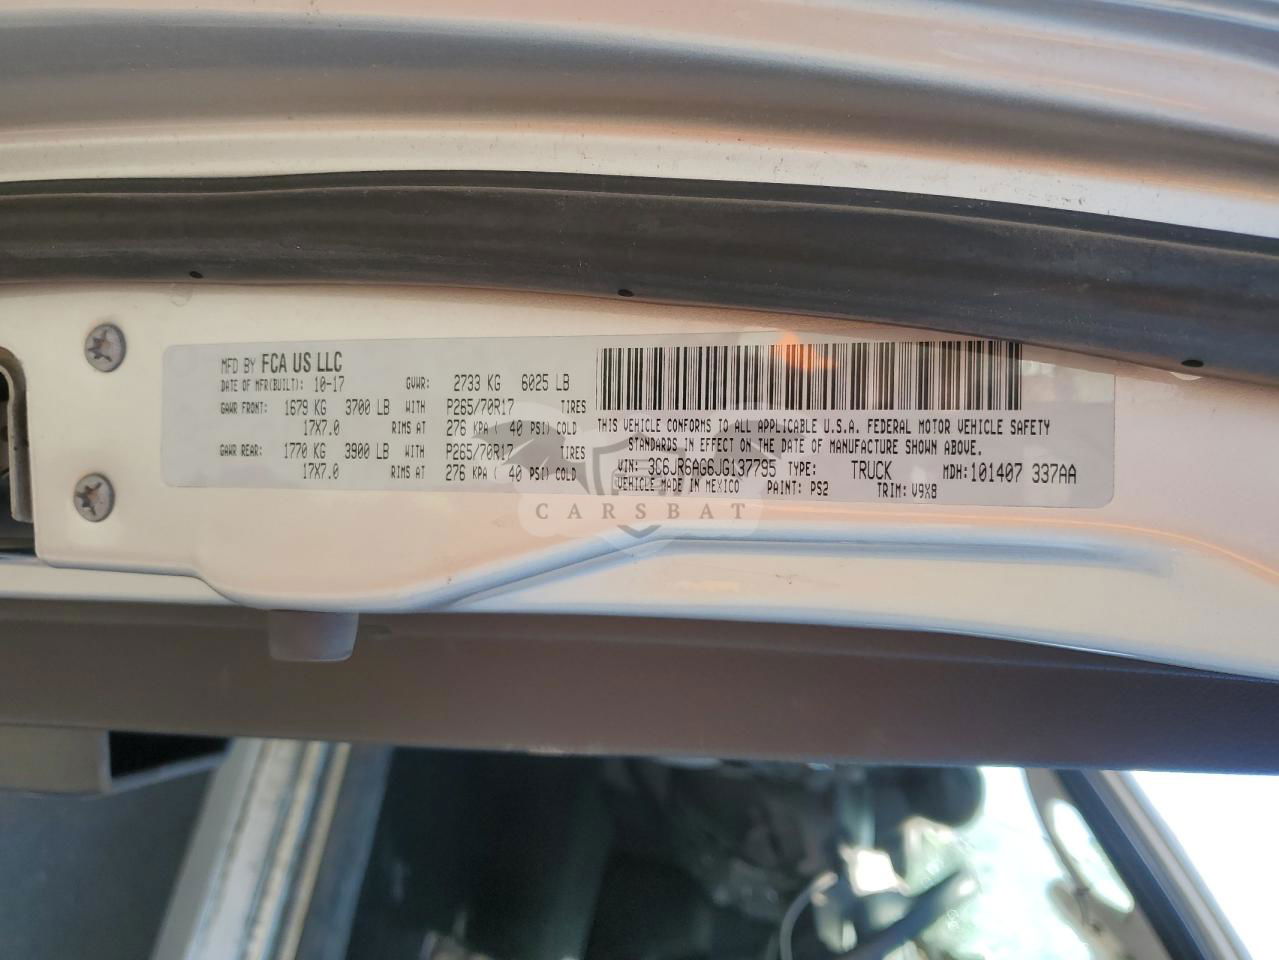 MFD BY FCA US LLC
DATE OF MFR(BUILT): 10-17 GVWR: 2733 KG 6025 LB
GAWR FRONT: 1679 KG 3700 LB WITH P265/70R17 TIRES
17X7.0 RIMS AT 276 KPA ( 40 PSI) COLD
GAWR REAR: 1770 KG 3900 LB WITH P265/70R17 TIRES
17X7.0 RIMS AT 276 KPA ( 40 PSI) COLD
THIS VEHICLE CONFORMS TO ALL APPLICABLE U.S.A. FEDERAL MOTOR VEHICLE SAFETY
STANDARDS IN EFFECT ON THE DATE OF MANUFACTURE SHOWN ABOVE.
VIN: 3C6JR6AG6JG137795 TYPE: TRUCK MDH:101407 337AA
VEHICLE MADE IN MEXICO PAINT: PS2 TRIM: V9X8
CARSBAT